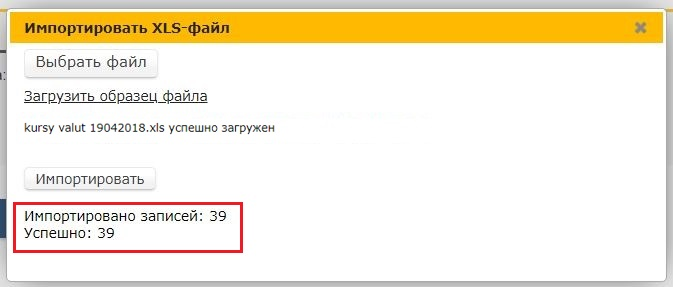 Импортировать XLS-файл
Выбрать файл
Загрузить образец файла
kursy valut 19042018.xls успешно загружен
Импортировать
Импортировано записей: 39
Успешно: 39